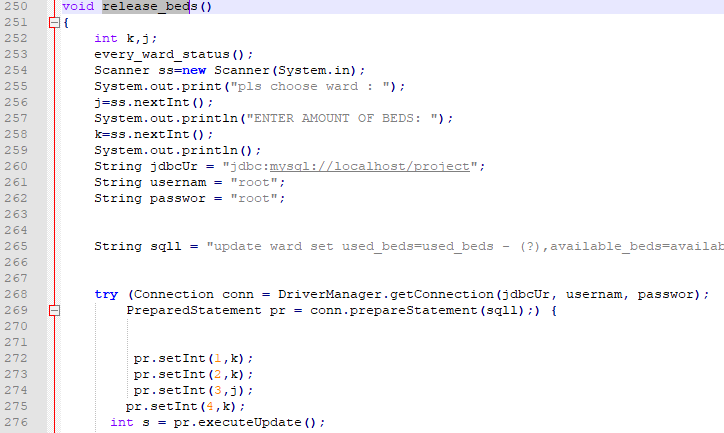 250 void release_beds()
251 {
252 int k,j;
253 every_ward_status();
254 Scanner ss=new Scanner(System.in);
255 System.out.print("pls choose ward : ");
256 j=ss.nextInt();
257 System.out.println("ENTER AMOUNT OF BEDS: ");
258 k=ss.nextInt();
259 System.out.println();
260 String jdbcUr = "jdbc:mysql://localhost/project";
261 String usernam = "root";
262 String passwor = "root";
263
264
265 String sqll = "update ward set used_beds=used_beds - (?),available_beds=availab
266
267
268 try (Connection conn = DriverManager.getConnection(jdbcUr, usernam, passwor);
269 PreparedStatement pr = conn.prepareStatement(sqll);) {
270
271
272 pr.setInt(1,k);
273 pr.setInt(2,k);
274 pr.setInt(3,j);
275 pr.setInt(4,k);
276 int s = pr.executeUpdate();